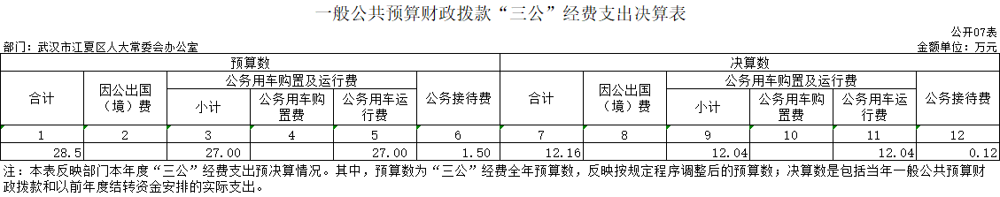 一般公共预算财政拨款“三公”经费支出决算表
公开07表
部门：武汉市江夏区人大常委会办公室 金额单位：万元
预算数 决算数
合计 因公出国（境）费 公务用车购置及运行费 公务接待费 合计 因公出国（境）费 公务用车购置及运行费 公务接待费
小计 公务用车购置费 公务用车运行费 小计 公务用车购置费 公务用车运行费
1 2 3 4 5 6 7 8 9 10 11 12
28.5 27.00 27.00 1.50 12.16 12.04 12.04 0.12
注：本表反映部门本年度“三公”经费支出预决算情况。其中，预算数为“三公”经费全年预算数，反映按规定程序调整后的预算数；决算数是包括当年一般公共预算财
政拨款和以前年度结转资金安排的实际支出。